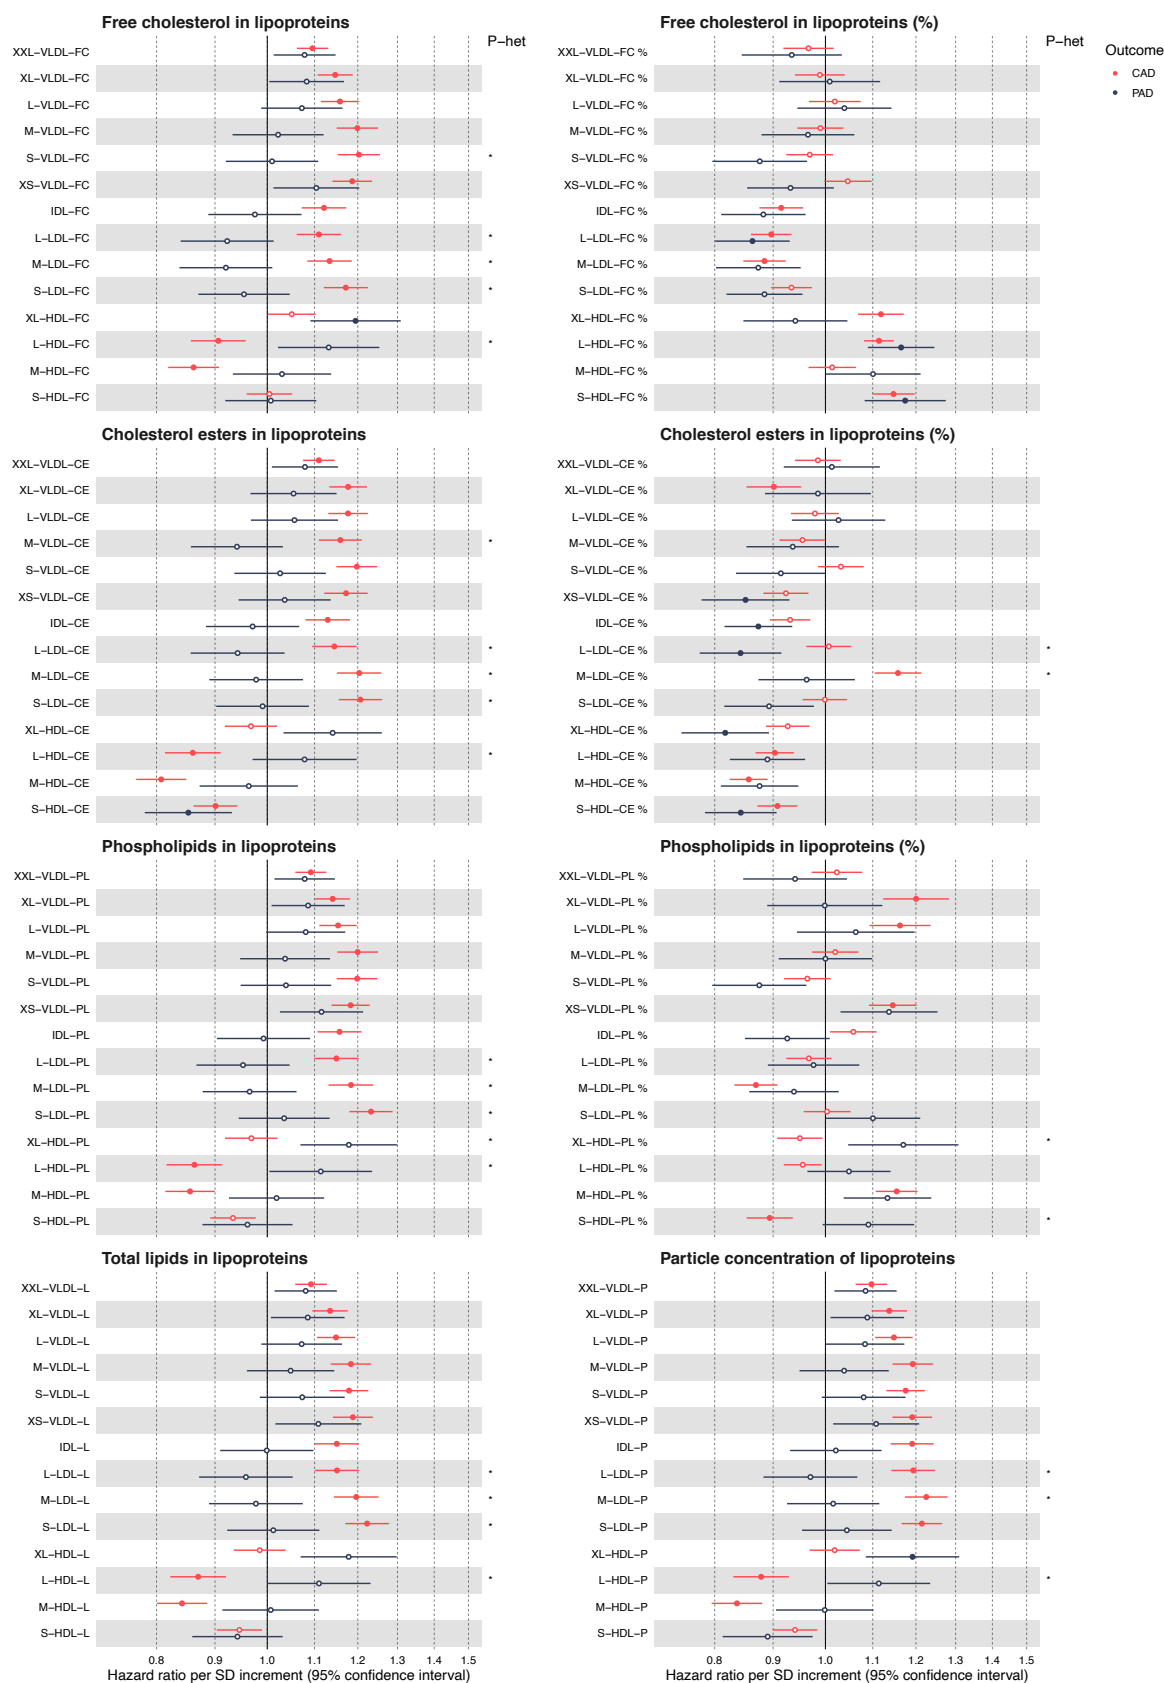 Free cholesterol in lipoproteins
P−het
XXL−VLDL−FC
XL−VLDL−FC
L−VLDL−FC
M−VLDL−FC
S−VLDL−FC *
XS−VLDL−FC
IDL−FC
L−LDL−FC *
M−LDL−FC *
S−LDL−FC *
XL−HDL−FC
L−HDL−FC *
M−HDL−FC
S−HDL−FC
Cholesterol esters in lipoproteins
XXL−VLDL−CE
XL−VLDL−CE
L−VLDL−CE
M−VLDL−CE *
S−VLDL−CE
XS−VLDL−CE
IDL−CE
L−LDL−CE *
M−LDL−CE *
S−LDL−CE *
XL−HDL−CE
L−HDL−CE *
M−HDL−CE
S−HDL−CE
Phospholipids in lipoproteins
XXL−VLDL−PL
XL−VLDL−PL
L−VLDL−PL
M−VLDL−PL
S−VLDL−PL
XS−VLDL−PL
IDL−PL
L−LDL−PL *
M−LDL−PL *
S−LDL−PL *
XL−HDL−PL *
L−HDL−PL *
M−HDL−PL
S−HDL−PL
Total lipids in lipoproteins
XXL−VLDL−L
XL−VLDL−L
L−VLDL−L
M−VLDL−L
S−VLDL−L
XS−VLDL−L
IDL−L
L−LDL−L *
M−LDL−L *
S−LDL−L *
XL−HDL−L
L−HDL−L *
M−HDL−L
S−HDL−L
0.8 0.9 1.0 1.1 1.2 1.3 1.4 1.5
Hazard ratio per SD increment (95% confidence interval)
Free cholesterol in lipoproteins (%)
P−het
XXL−VLDL−FC %
XL−VLDL−FC %
L−VLDL−FC %
M−VLDL−FC %
S−VLDL−FC %
XS−VLDL−FC %
IDL−FC %
L−LDL−FC %
M−LDL−FC %
S−LDL−FC %
XL−HDL−FC %
L−HDL−FC %
M−HDL−FC %
S−HDL−FC %
Cholesterol esters in lipoproteins (%)
XXL−VLDL−CE %
XL−VLDL−CE %
L−VLDL−CE %
M−VLDL−CE %
S−VLDL−CE %
XS−VLDL−CE %
IDL−CE %
L−LDL−CE % *
M−LDL−CE % *
S−LDL−CE %
XL−HDL−CE %
L−HDL−CE %
M−HDL−CE %
S−HDL−CE %
Phospholipids in lipoproteins (%)
XXL−VLDL−PL %
XL−VLDL−PL %
L−VLDL−PL %
M−VLDL−PL %
S−VLDL−PL %
XS−VLDL−PL %
IDL−PL %
L−LDL−PL %
M−LDL−PL %
S−LDL−PL %
XL−HDL−PL % *
L−HDL−PL %
M−HDL−PL %
S−HDL−PL % *
Particle concentration of lipoproteins
XXL−VLDL−P
XL−VLDL−P
L−VLDL−P
M−VLDL−P
S−VLDL−P
XS−VLDL−P
IDL−P
L−LDL−P *
M−LDL−P *
S−LDL−P
XL−HDL−P
L−HDL−P *
M−HDL−P
S−HDL−P
0.8 0.9 1.0 1.1 1.2 1.3 1.4 1.5
Hazard ratio per SD increment (95% confidence interval)
Outcome
CAD
PAD